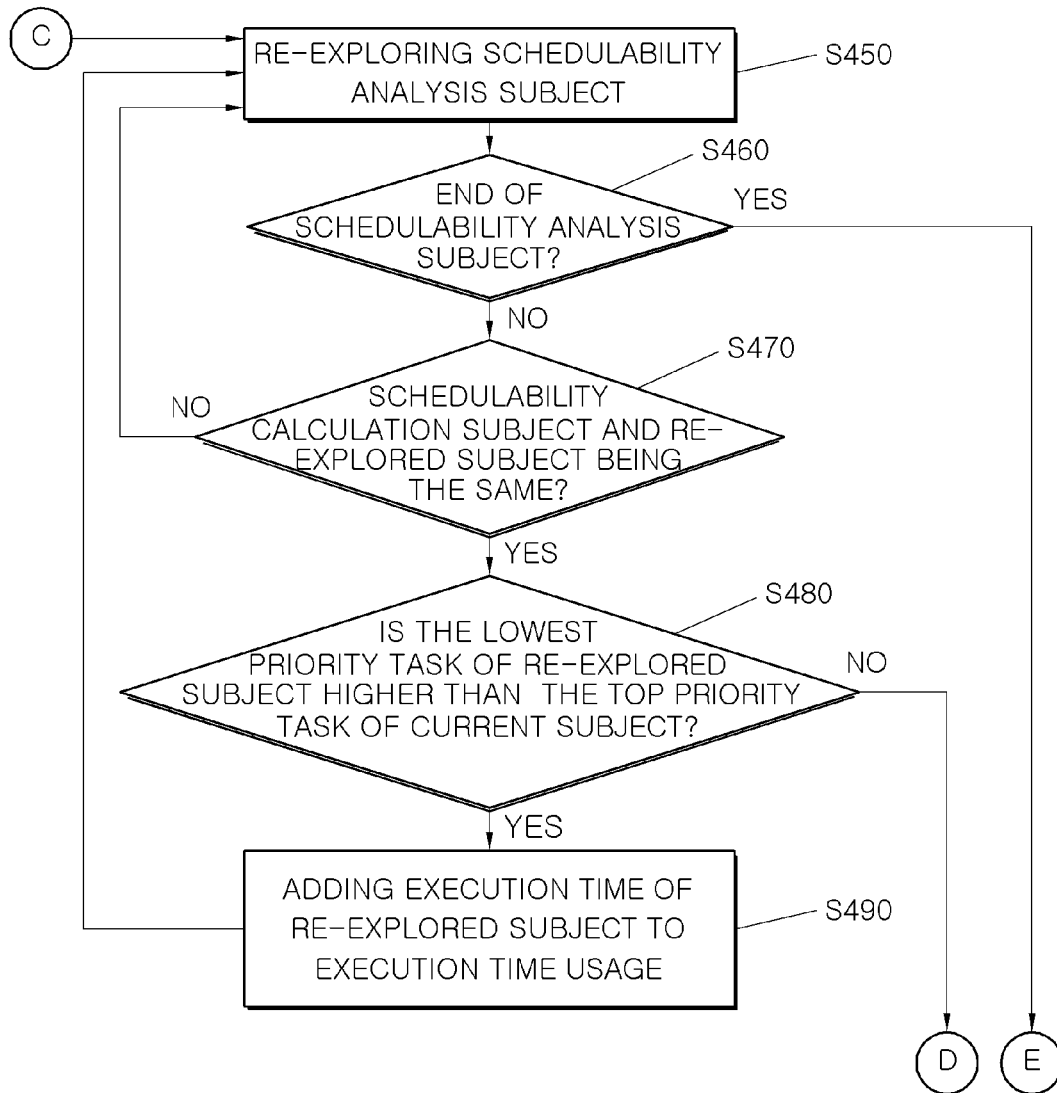 C
RE-EXPLORING SCHEDULABILITY
ANALYSIS SUBJECT
S450
S460
END OF
SCHEDULABILITY ANALYSIS
SUBJECT?
YES
NO
S470
SCHEDULABILITY
CALCULATION SUBJECT AND RE-
EXPLORED SUBJECT BEING
THE SAME?
NO
YES
S480
IS THE LOWEST
PRIORITY TASK OF RE-EXPLORED
SUBJECT HIGHER THAN THE TOP PRIORITY
TASK OF CURRENT SUBJECT?
NO
YES
ADDING EXECUTION TIME OF
RE-EXPLORED SUBJECT TO
EXECUTION TIME USAGE
S490
D
E